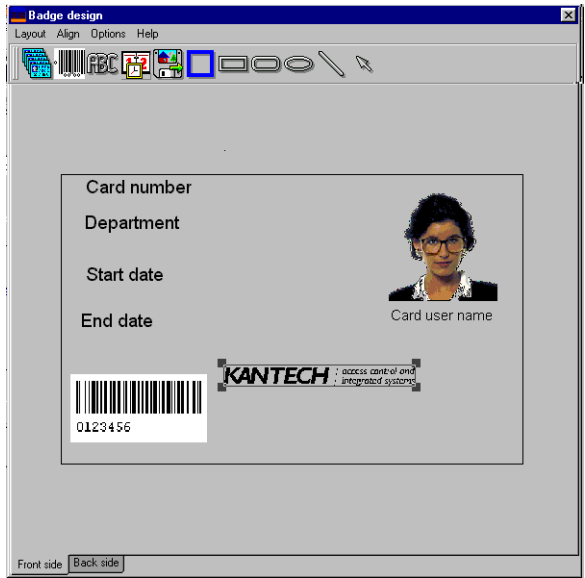 Badge design
Layout Align Options Help
ABC
Card number
Department
Start date
End date
Card user name
KANTECH : access control and
: integrated systems
0123456
Front side Back side